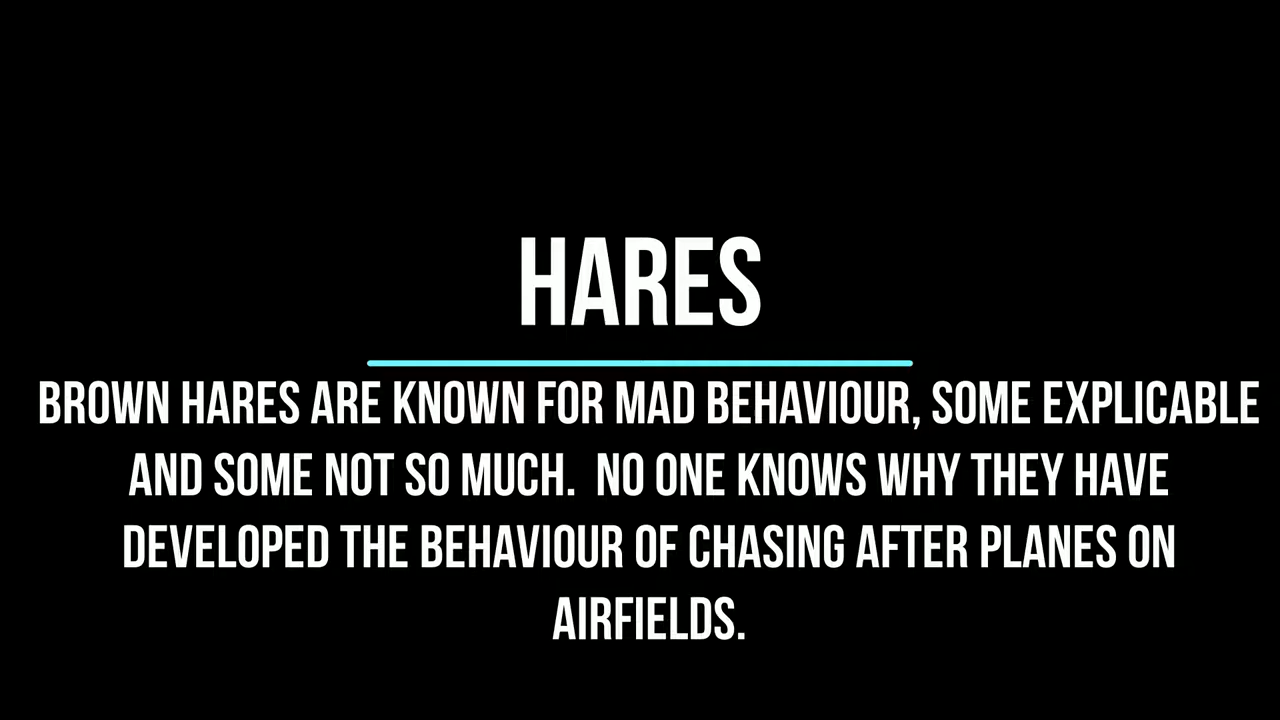 HARES
BROWN HARES ARE KNOWN FOR MAD BEHAVIOUR, SOME EXPLICABLE
AND SOME NOT SO MUCH.  NO ONE KNOWS WHY THEY HAVE
DEVELOPED THE BEHAVIOUR OF CHASING AFTER PLANES ON
AIRFIELDS.